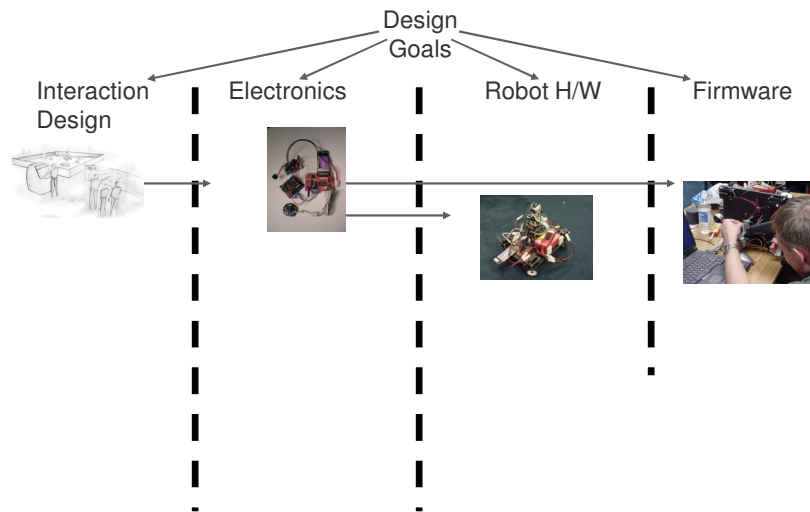 Design
Goals
Interaction
Design
Electronics
Robot H/W
Firmware